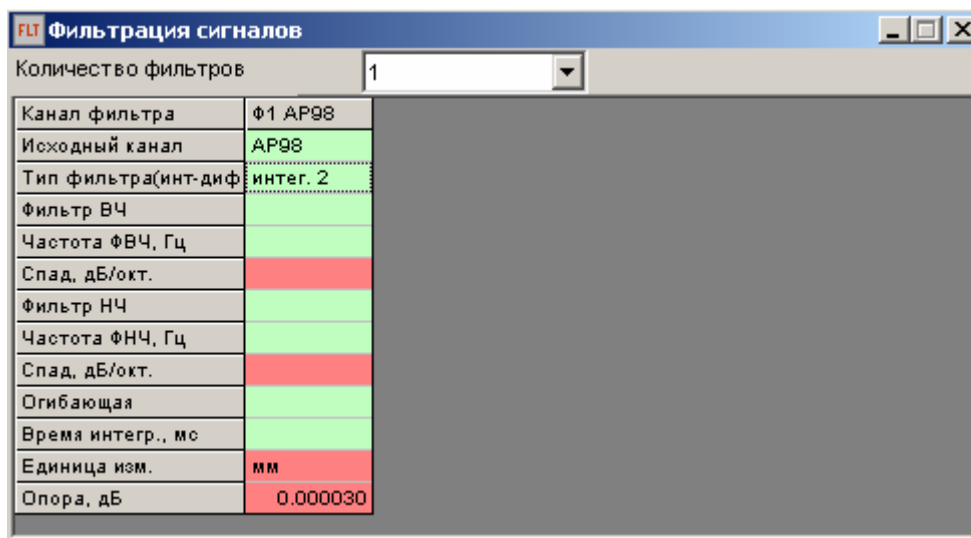 FLT Фильтрация сигналов
Количество фильтров 1
Канал фильтра Ф1 AP98
Исходный канал AP98
Тип фильтра(инт-диф интег. 2
Фильтр ВЧ
Частота ФВЧ, Гц
Спад, дБ/окт.
Фильтр НЧ
Частота ФНЧ, Гц
Спад, дБ/окт.
Огибающая
Время интегр., мс
Единица изм. мм
Опора, дБ 0.000030